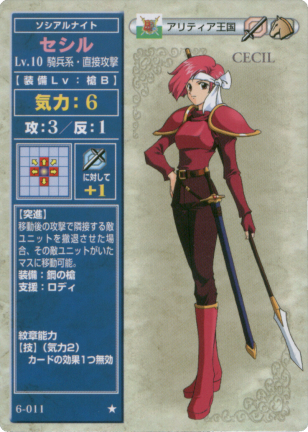 ソシアルナイト
アリティア王国
セシル
CECIL
Lv.10 騎兵系・直接攻撃
【装備Lv:槍B】
気力:6
攻:3/反:1
に対して
+1
【突進】
移動後の攻撃で隣接する敵
ユニットを撤退させた場
合、その敵ユニットがいた
マスに移動可能。
装備:鋼の槍
支援:ロディ
紋章能力
【技】(気力2)
カードの効果1つ無効
6-011
★